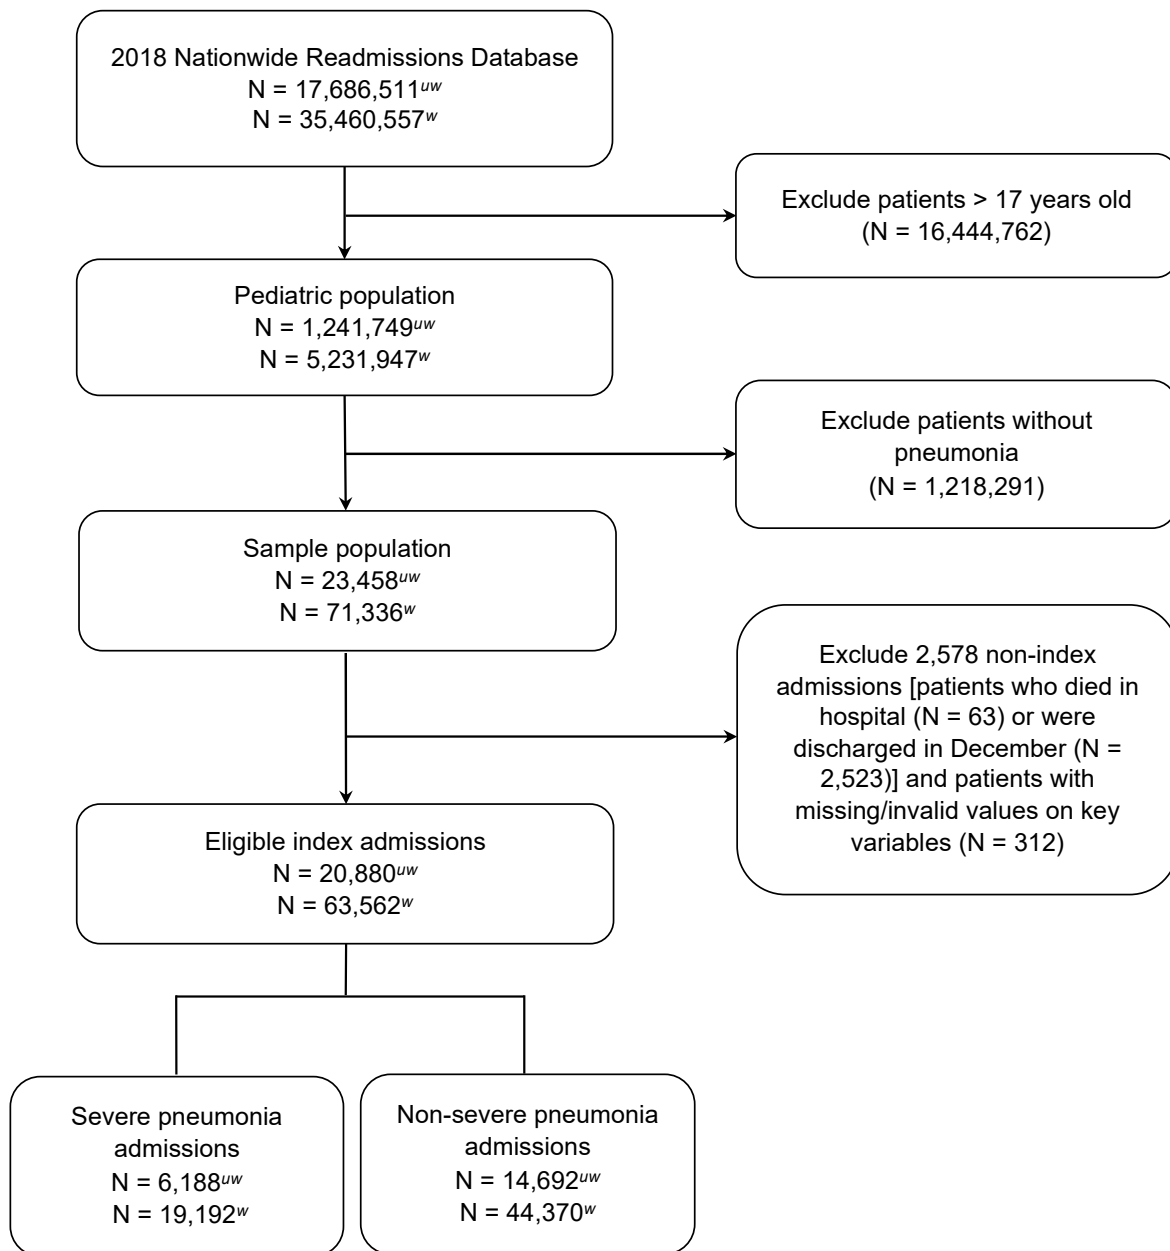 2018 Nationwide Readmissions Database
N = 17,686,511ᵘʷ
N = 35,460,557ʷ
Exclude patients > 17 years old
(N = 16,444,762)
Pediatric population
N = 1,241,749ᵘʷ
N = 5,231,947ʷ
Exclude patients without
pneumonia
(N = 1,218,291)
Sample population
N = 23,458ᵘʷ
N = 71,336ʷ
Exclude 2,578 non-index
admissions [patients who died in
hospital (N = 63) or were
discharged in December (N =
2,523)] and patients with
missing/invalid values on key
variables (N = 312)
Eligible index admissions
N = 20,880ᵘʷ
N = 63,562ʷ
Severe pneumonia
admissions
N = 6,188ᵘʷ
N = 19,192ʷ
Non-severe pneumonia
admissions
N = 14,692ᵘʷ
N = 44,370ʷ